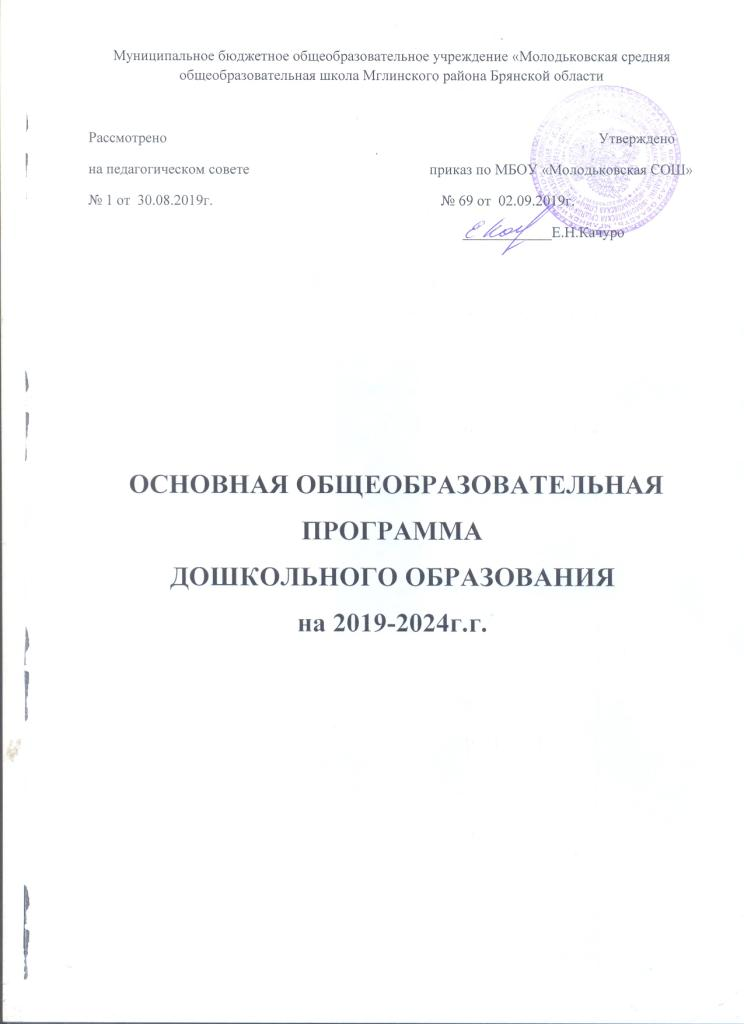 Муниципальное бюджетное общеобразовательное учреждение «Молодьковская средняя
общеобразовательная школа Мглинского района Брянской области
Рассмотрено Утверждено
на педагогическом совете приказ по МБОУ «Молодьковская СОШ»
№ 1 от 30.08.2019г. № 69 от 02.09.2019г.
____________Е.Н.Качуро
ОСНОВНАЯ ОБЩЕОБРАЗОВАТЕЛЬНАЯ
ПРОГРАММА
ДОШКОЛЬНОГО ОБРАЗОВАНИЯ
на 2019-2024г.г.